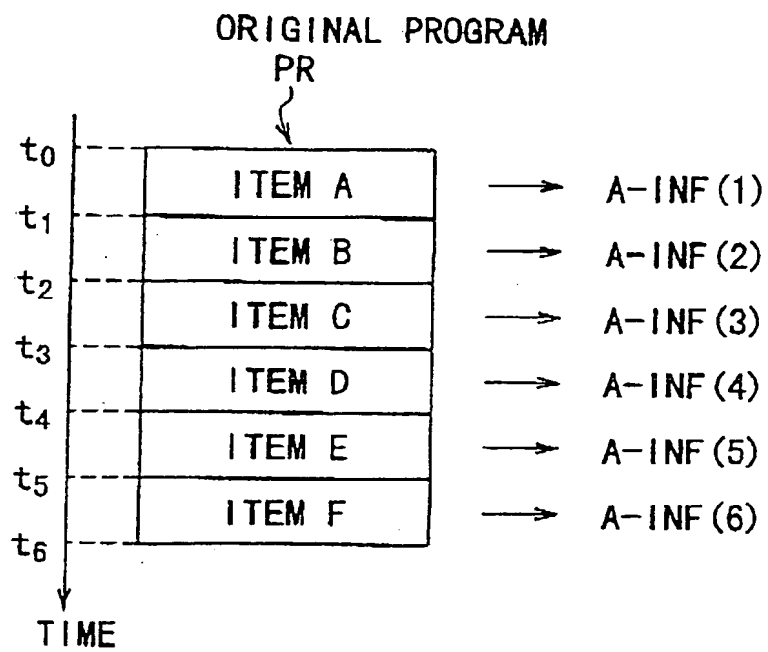 ORIGINAL PROGRAM
PR
t0
ITEM A
A-INF(1)
t1
ITEM B
A-INF(2)
t2
ITEM C
A-INF(3)
t3
ITEM D
A-INF(4)
t4
ITEM E
A-INF(5)
t5
ITEM F
A-INF(6)
t6
TIME